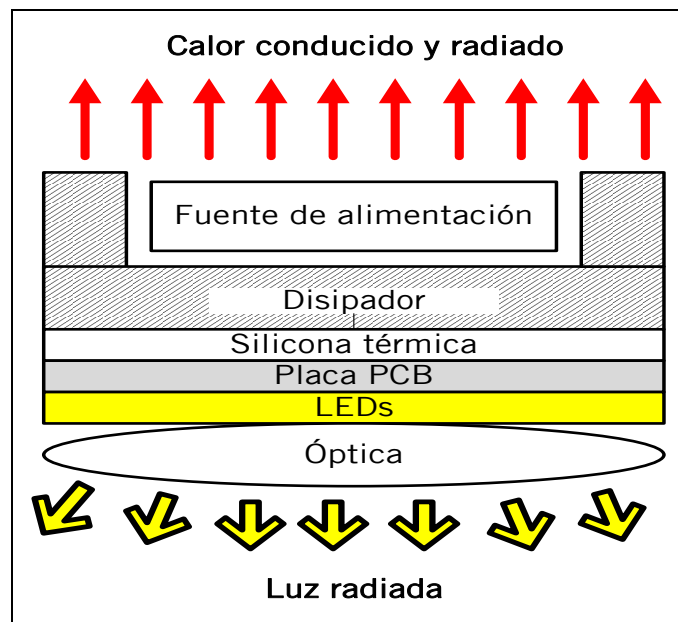 Calor conducido y radiado
Fuente de alimentación
Disipador
Silicona térmica
Placa PCB
LEDs
Óptica
Luz radiada